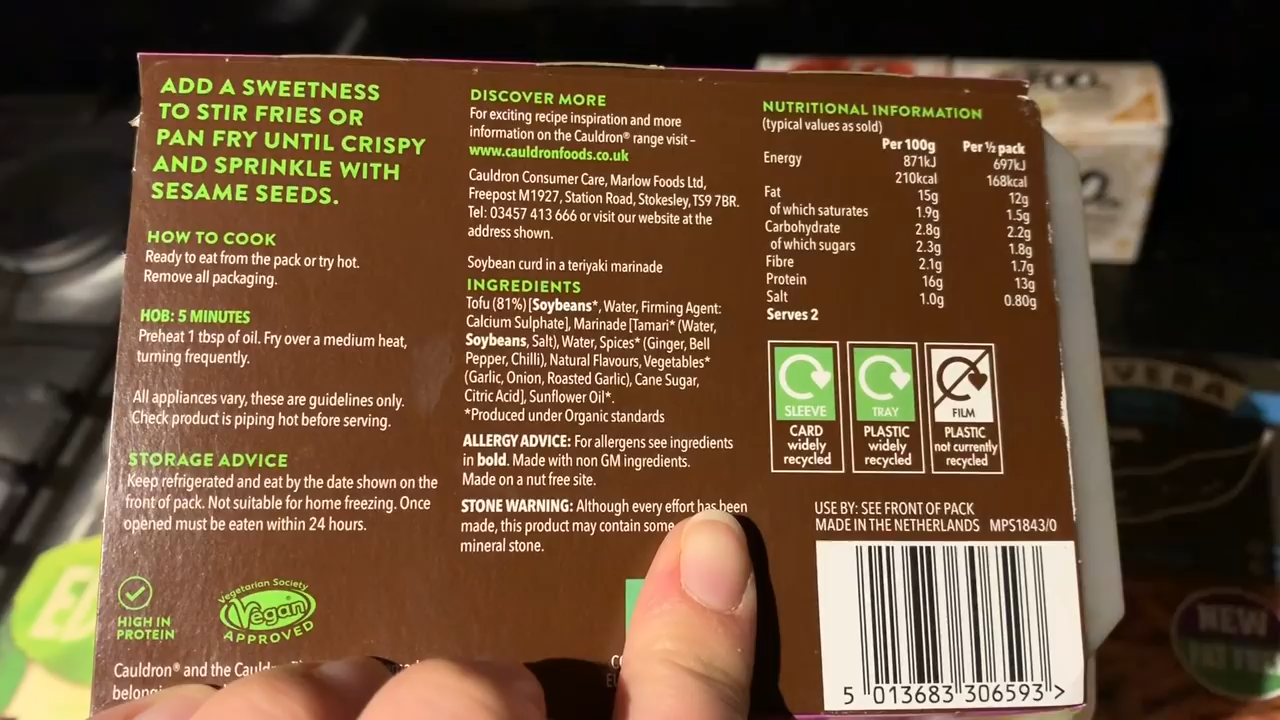 ADD A SWEETNESS
TO STIR FRIES OR
PAN FRY UNTIL CRISPY
AND SPRINKLE WITH
SESAME SEEDS.
HOW TO COOK
Ready to eat from the pack or try hot.
Remove all packaging.
HOB: 5 MINUTES
Preheat 1 tbsp of oil. Fry over a medium heat,
turning frequently.
All appliances vary, these are guidelines only.
Check product is piping hot before serving.
STORAGE ADVICE
Keep refrigerated and eat by the date shown on the
front of pack. Not suitable for home freezing. Once
opened must be eaten within 24 hours.
HIGH IN
PROTEIN
Vegetarian Society
Vegan
APPROVED
Cauldron® and the
DISCOVER MORE
For exciting recipe inspiration and more
information on the Cauldron® range visit –
www.cauldronfoods.co.uk
Cauldron Consumer Care, Marlow Foods Ltd,
Freepost M1927, Station Road, Stokesley, TS9 7BR.
Tel: 03457 413 666 or visit our website at the
address shown.
Soybean curd in a teriyaki marinade
INGREDIENTS
Tofu (81%) [Soybeans*, Water, Firming Agent:
Calcium Sulphate], Marinade [Tamari* (Water,
Soybeans, Salt), Water, Spices* (Ginger, Bell
Pepper, Chilli), Natural Flavours, Vegetables*
(Garlic, Onion, Roasted Garlic), Cane Sugar,
Citric Acid], Sunflower Oil*.
*Produced under Organic standards
ALLERGY ADVICE: For allergens see ingredients
in bold. Made with non GM ingredients.
Made on a nut free site.
STONE WARNING: Although every effort has been
made, this product may contain some
mineral stone.
NUTRITIONAL INFORMATION
(typical values as sold)
Per 100g Per ½ pack
Energy 871kJ 697kJ
210kcal 168kcal
Fat 15g 12g
of which saturates 1.9g 1.5g
Carbohydrate 2.8g 2.2g
of which sugars 2.3g 1.8g
Fibre 2.1g 1.7g
Protein 16g 13g
Salt 1.0g 0.80g
Serves 2
SLEEVE
CARD
widely
recycled
TRAY
PLASTIC
widely
recycled
FILM
PLASTIC
not currently
recycled
USE BY: SEE FRONT OF PACK
MADE IN THE NETHERLANDS MPS1843/0
5 013683 306593 >
NEW